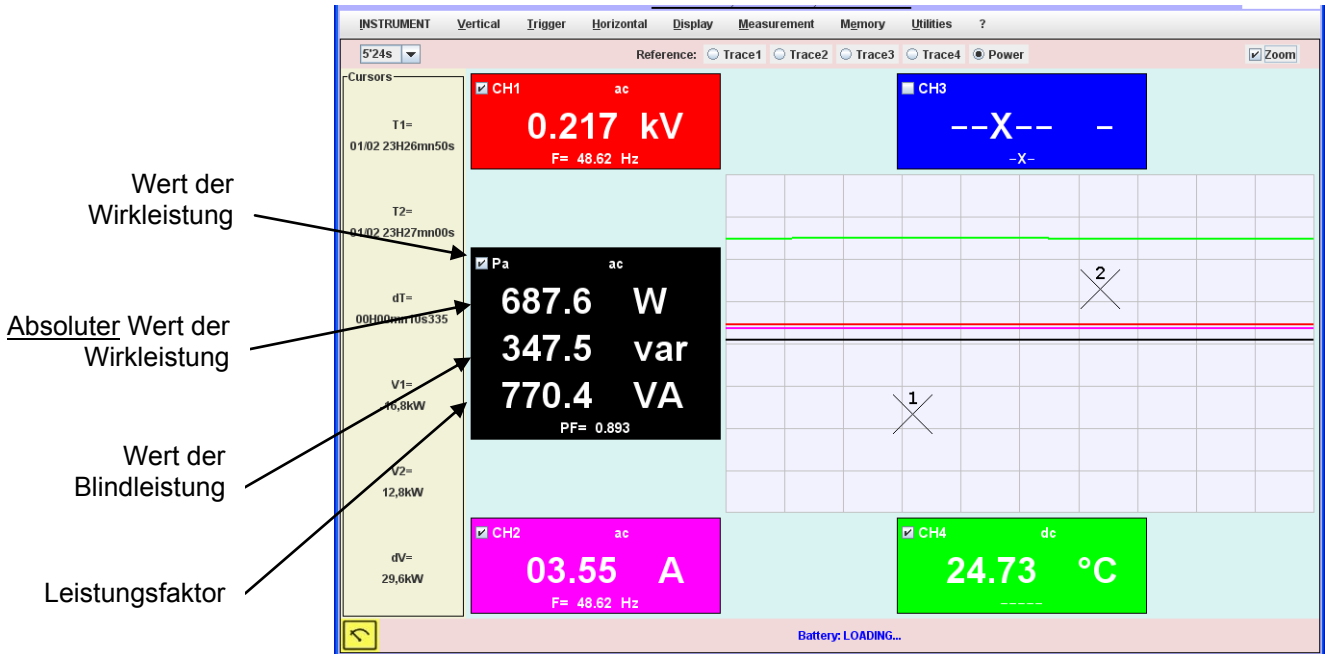 INSTRUMENT Vertical Trigger Horizontal Display Measurement Memory Utilities ?
5'24s Reference: Trace1 Trace2 Trace3 Trace4 Power Zoom
Cursors
T1=
01/02 23H26mn50s
T2=
01/02 23H27mn00s
dT=
00H00mn10s335
V1=
-16,8kW
V2=
12,8kW
dV=
29,6kW
CH1 ac
0.217 kV
F= 48.62 Hz
CH3
--X-- -
-X-
Pa ac
687.6 W
347.5 var
770.4 VA
PF= 0.893
2
1
CH2 ac
03.55 A
F= 48.62 Hz
CH4 dc
24.73 °C
-----
Battery: LOADING...
Wert der
Wirkleistung
Absoluter Wert der
Wirkleistung
Wert der
Blindleistung
Leistungsfaktor